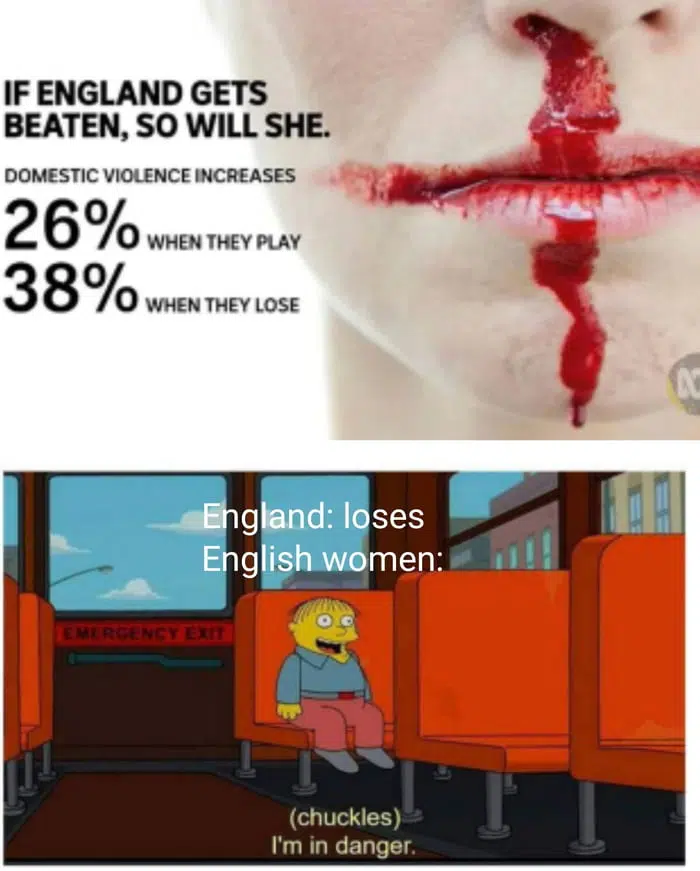 IF ENGLAND GETS
BEATEN, SO WILL SHE.
DOMESTIC VIOLENCE INCREASES
26% WHEN THEY PLAY
38% WHEN THEY LOSE
England: loses
English women:
EMERGENCY EXIT
(chuckles)
I'm in danger.